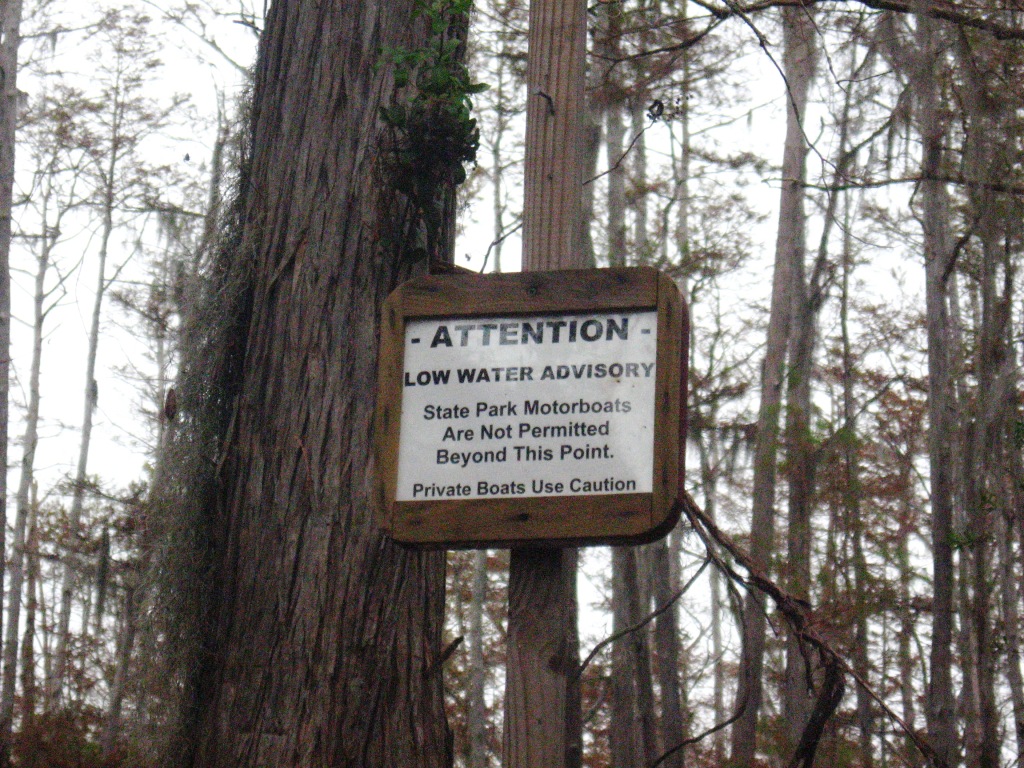 - ATTENTION -
LOW WATER ADVISORY
State Park Motorboats
Are Not Permitted
Beyond This Point.
Private Boats Use Caution